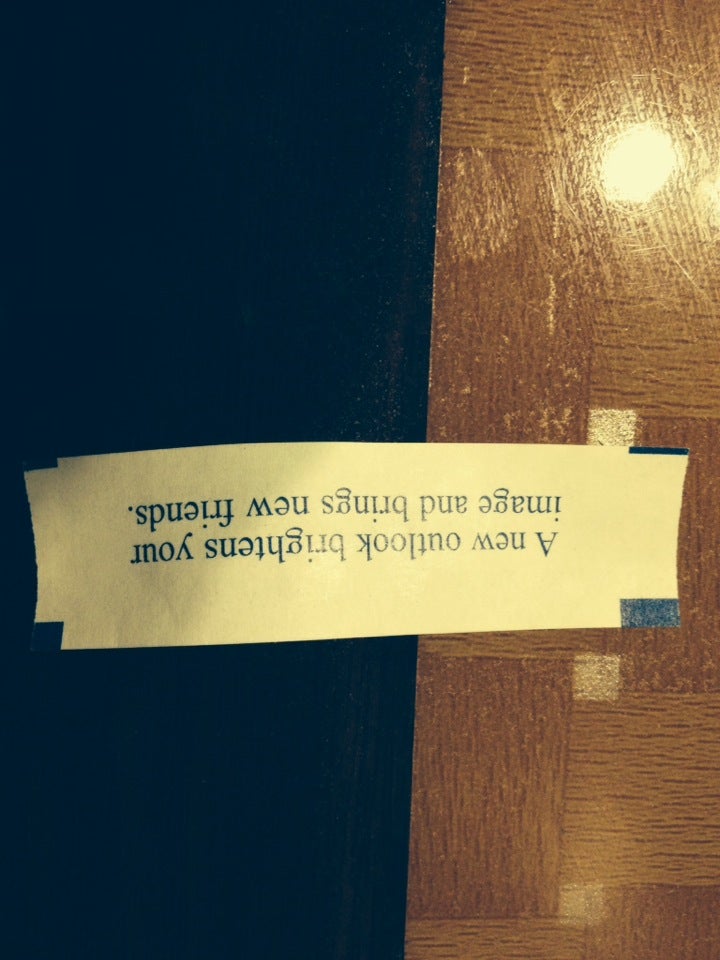 A new outlook brightens your
image and brings new friends.